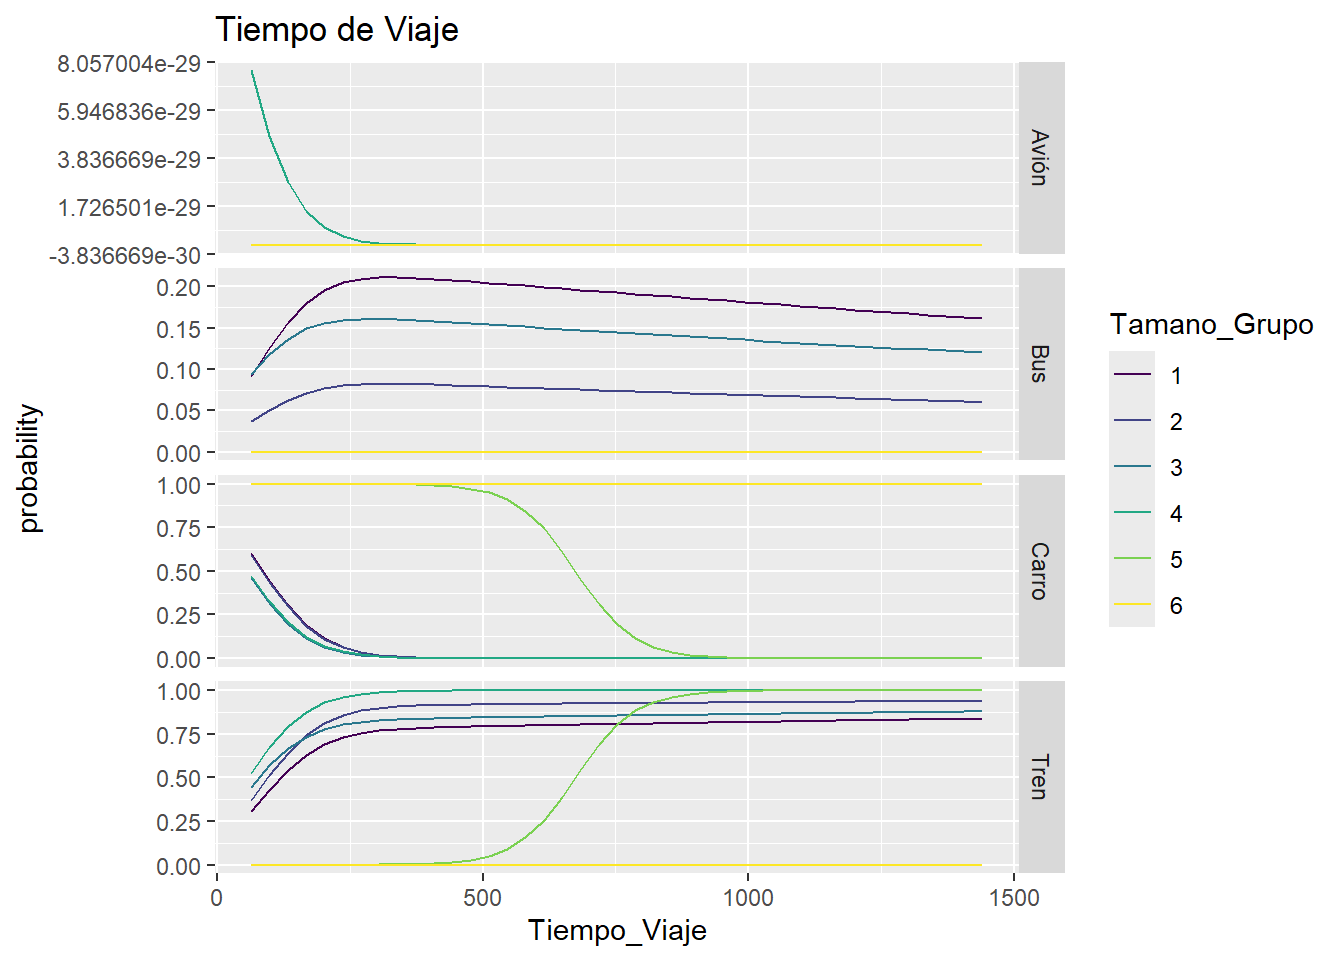 Tiempo de Viaje
8.057004e-29
5.946836e-29
3.836669e-29
1.726501e-29
-3.836669e-30
Avión
0.20
0.15
0.10
0.05
0.00
Bus
1.00
0.75
0.50
0.25
0.00
Carro
1.00
0.75
0.50
0.25
0.00
Tren
0
500
1000
1500
Tiempo_Viaje
probability
Tamano_Grupo
1
2
3
4
5
6